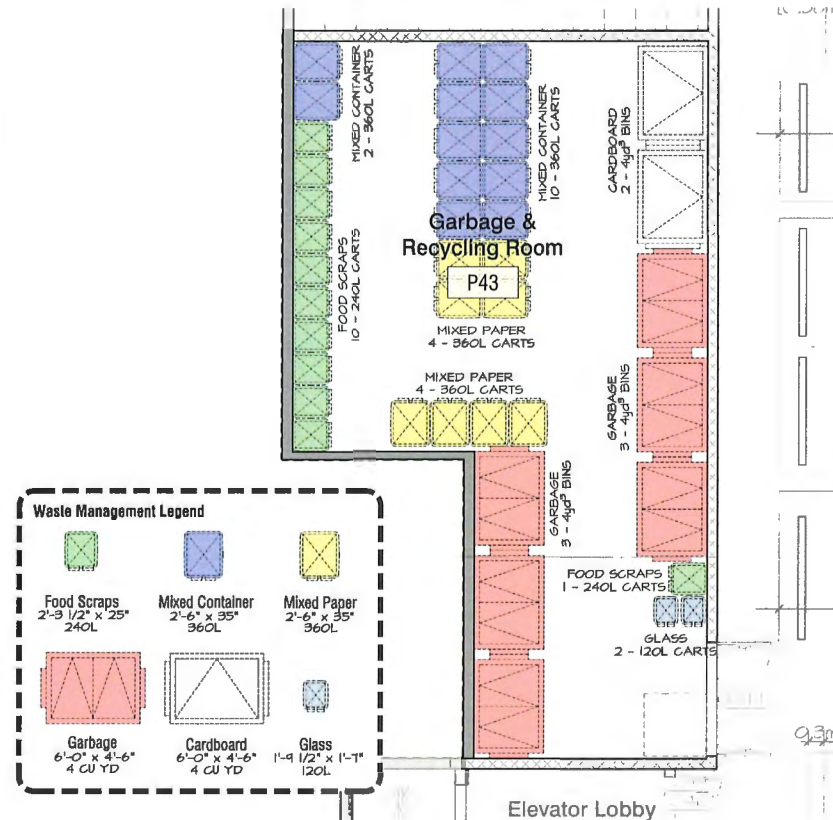 MIXED CONTAINER
2 - 360L CARTS
MIXED CONTAINER
10 - 360L CARTS
CARDBOARD
2 - 4yd³ BINS
Garbage &
Recycling Room
P43
FOOD SCRAPS
10 - 240L CARTS
MIXED PAPER
4 - 360L CARTS
MIXED PAPER
4 - 360L CARTS
GARBAGE
3 - 4yd³ BINS
GARBAGE
3 - 4yd³ BINS
FOOD SCRAPS
1 - 240L CARTS
GLASS
2 - 120L CARTS
Waste Management Legend
Food Scraps
2'-3 1/2" x 25"
240L
Mixed Container
2'-6" x 35"
360L
Mixed Paper
2'-6" x 35"
360L
Garbage
6'-0" x 4'-6"
4 CU YD
Cardboard
6'-0" x 4'-6"
4 CU YD
Glass
1'-9 1/2" x 1'-7"
120L
Elevator Lobby